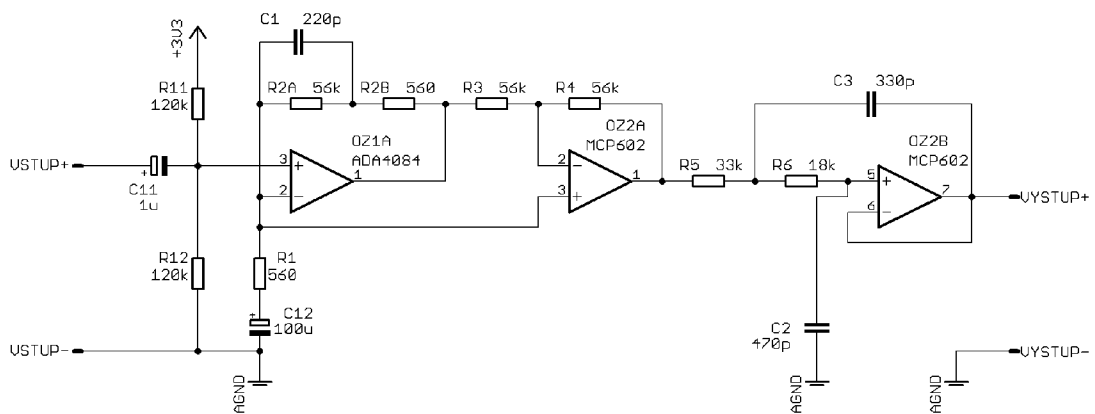 C1 220p
+3V3
R11
120k
R2A 56k R2B 560 R3 56k R4 56k
C3 330p
OZ1A
ADA4084
OZ2A
MCP602
OZ2B
MCP602
VSTUP+
+
C11
1u
3 +
2 -
1
2 -
3 +
1
R5 33k R6 18k
5 +
6 -
7
VYSTUP+
R12
120k
R1
560
+
C12
100u
C2
470p
VSTUP-
VYSTUP-
AGND
AGND
AGND